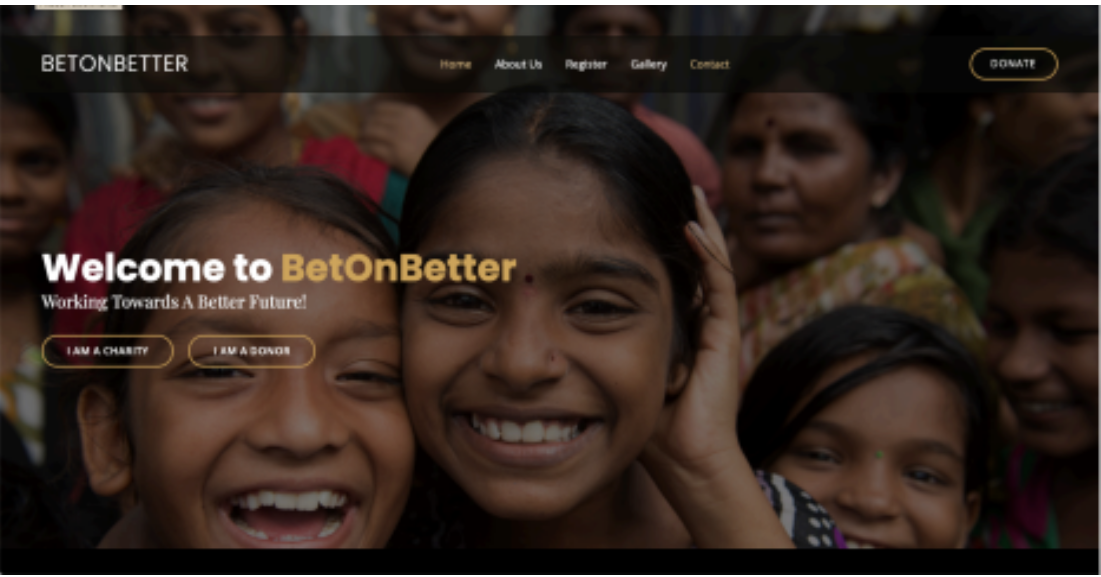 BETONBETTER
Home About Us Register Gallery Contact
DONATE
Welcome to BetOnBetter
Working Towards A Better Future!
I AM A CHARITY I AM A DONOR